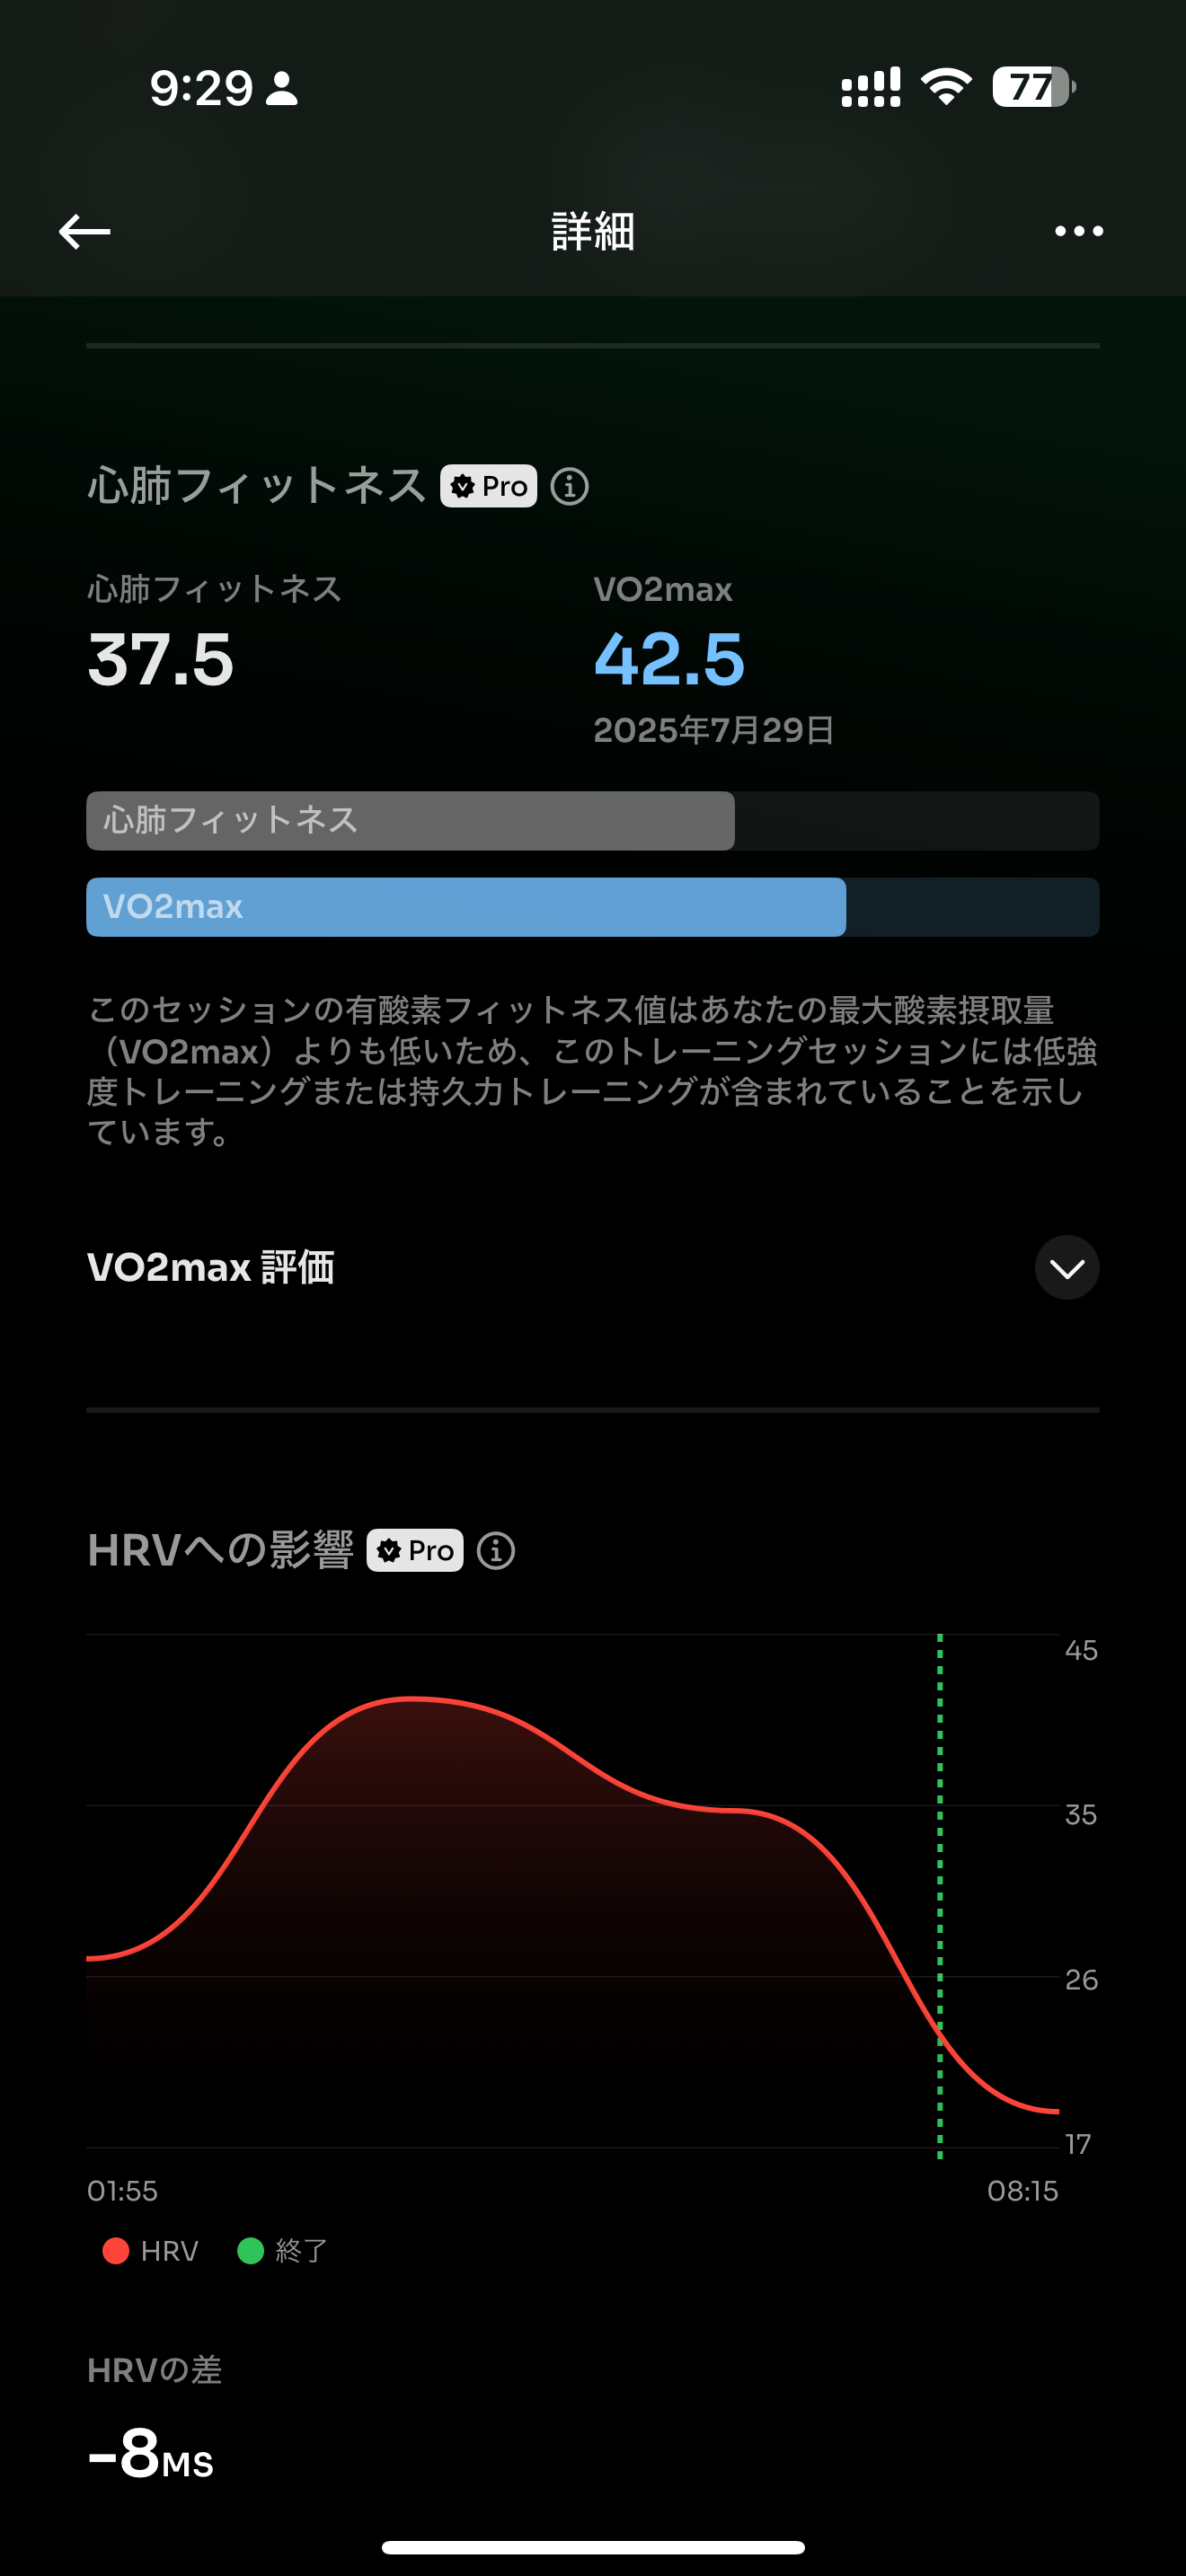 9:29
77
詳細
心肺フィットネス Pro
心肺フィットネス
37.5
VO2max
42.5
2025年7月29日
心肺フィットネス
VO2max
このセッションの有酸素フィットネス値はあなたの最大酸素摂取量
（VO2max）よりも低いため、このトレーニングセッションには低強
度トレーニングまたは持久力トレーニングが含まれていることを示し
ています。
VO2max 評価
HRVへの影響 Pro
45
35
26
17
01:55
08:15
HRV 終了
HRVの差
-8MS